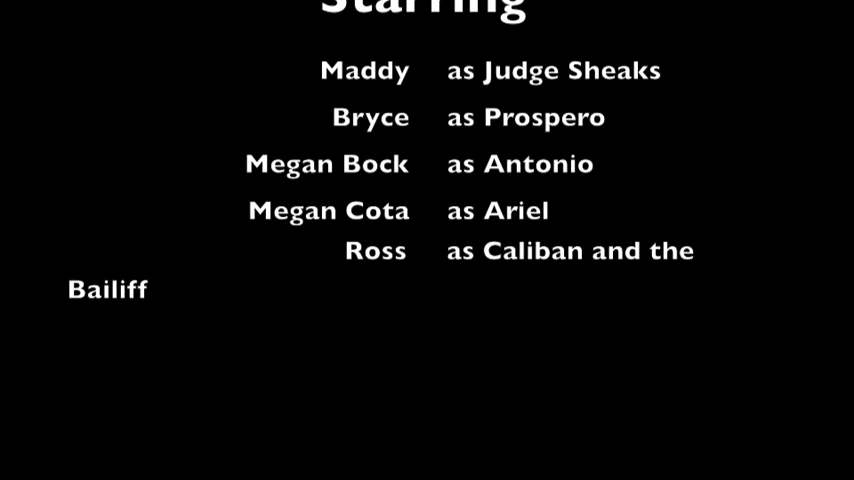 Starring
Maddy as Judge Sheaks
Bryce as Prospero
Megan Bock as Antonio
Megan Cota as Ariel
Ross as Caliban and the
Bailiff